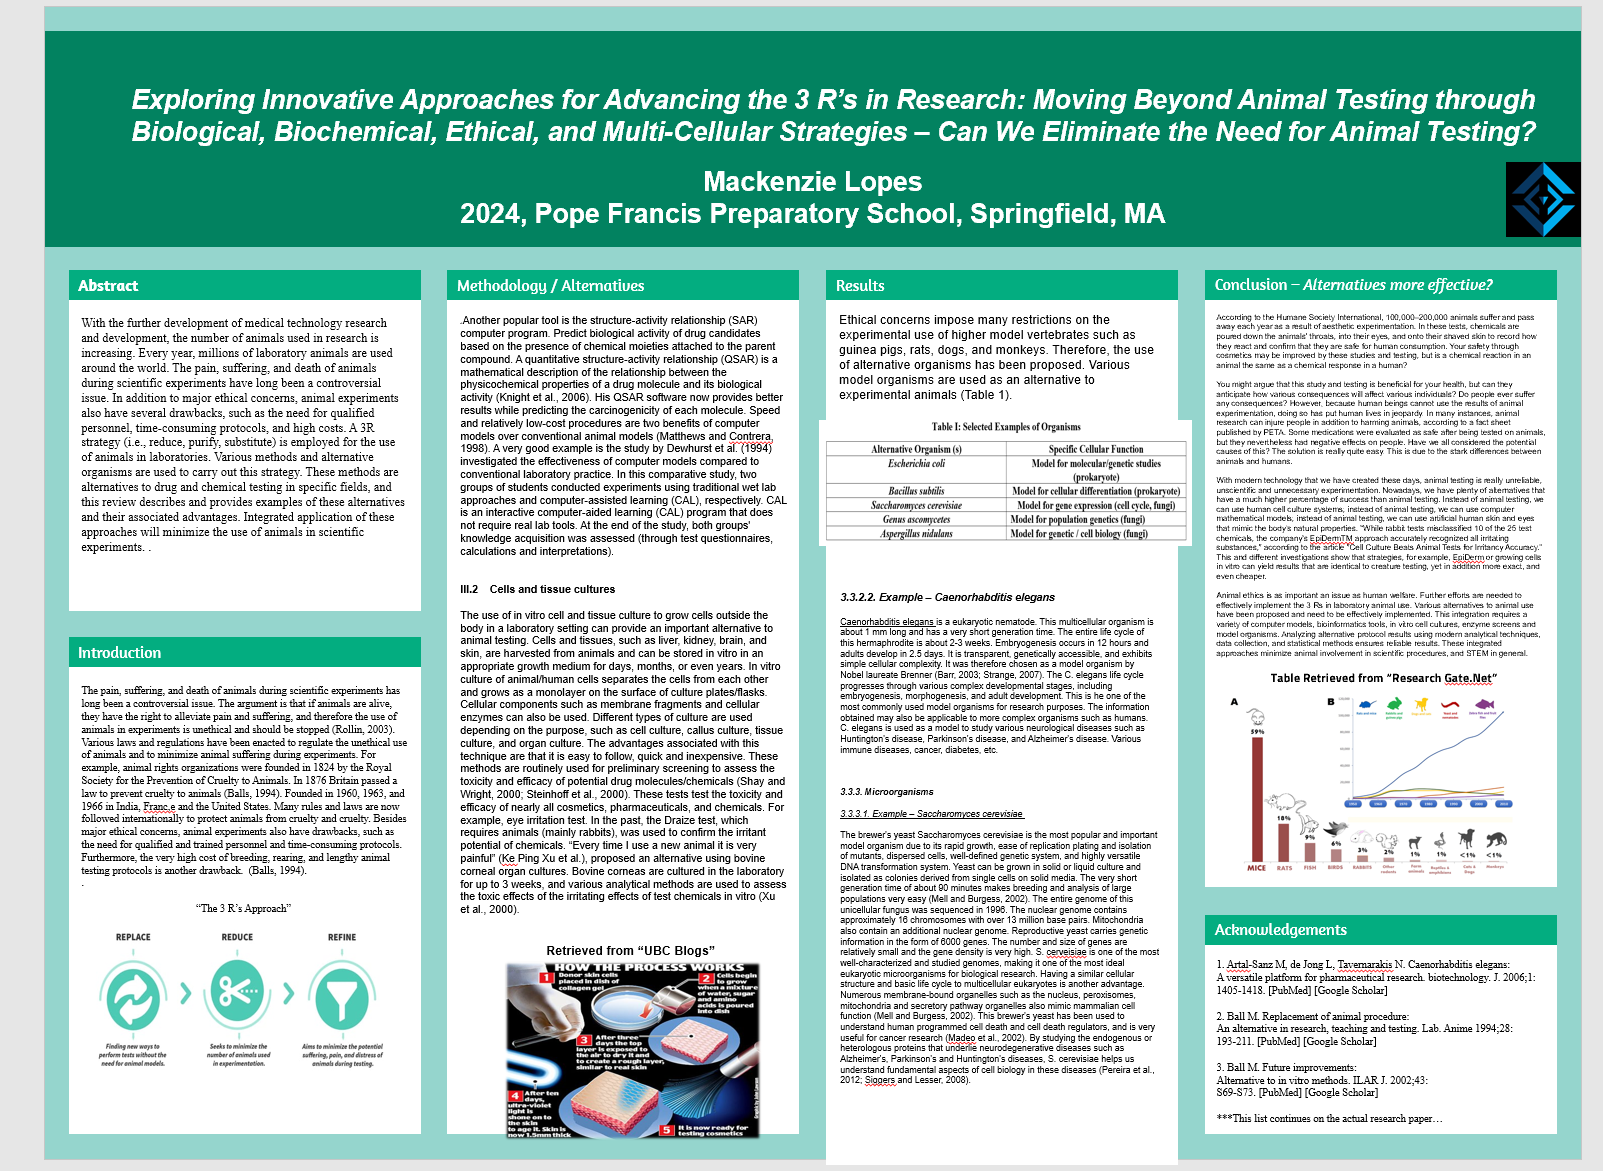 Exploring Innovative Approaches for Advancing the 3 R’s in Research: Moving Beyond Animal Testing through
Biological, Biochemical, Ethical, and Multi-Cellular Strategies – Can We Eliminate the Need for Animal Testing?
Mackenzie Lopes
2024, Pope Francis Preparatory School, Springfield, MA
Abstract
With the further development of medical technology research
and development, the number of animals used in research is
increasing. Every year, millions of laboratory animals are used
around the world. The pain, suffering, and death of animals
during scientific experiments have long been a controversial
issue. In addition to major ethical concerns, animal experiments
also have several drawbacks, such as the need for qualified
personnel, time-consuming protocols, and high costs. A 3R
strategy (i.e., reduce, purify, substitute) is employed for the use
of animals in laboratories. Various methods and alternative
organisms are used to carry out this strategy. These methods are
alternatives to drug and chemical testing in specific fields, and
this review describes and provides examples of these alternatives
and their associated advantages. Integrated application of these
approaches will minimize the use of animals in scientific
experiments. .
Introduction
The pain, suffering, and death of animals during scientific experiments has
long been a controversial issue. The argument is that if animals are alive,
they have the right to alleviate pain and suffering, and therefore the use of
animals in experiments is unethical and should be stopped (Rollin, 2003).
Various laws and regulations have been enacted to regulate the unethical use
of animals and to minimize animal suffering during experiments. For
example, animal rights organizations were founded in 1824 by the Royal
Society for the Prevention of Cruelty to Animals. In 1876 Britain passed a
law to prevent cruelty to animals (Balls, 1994). Founded in 1960, 1963, and
1966 in India, Franc,e and the United States. Many rules and laws are now
followed internationally to protect animals from cruelty and cruelty. Besides
major ethical concerns, animal experiments also have drawbacks, such as
the need for qualified and trained personnel and time-consuming protocols.
Furthermore, the very high cost of breeding, rearing, and lengthy animal
testing protocols is another drawback. (Balls, 1994).
.
“The 3 R’s Approach”
REPLACE REDUCE REFINE
Finding new ways to perform tests without the need for animal models.
Seeks to minimize the number of animals used in experimentation.
Aims to minimize the potential suffering, pain, and distress of animals during testing.
Methodology / Alternatives
.Another popular tool is the structure-activity relationship (SAR)
computer program. Predict biological activity of drug candidates
based on the presence of chemical moieties attached to the parent
compound. A quantitative structure-activity relationship (QSAR) is a
mathematical description of the relationship between the
physicochemical properties of a drug molecule and its biological
activity (Knight et al., 2006). His QSAR software now provides better
results while predicting the carcinogenicity of each molecule. Speed
and relatively low-cost procedures are two benefits of computer
models over conventional animal models (Matthews and Contrera,
1998). A very good example is the study by Dewhurst et al. (1994)
investigated the effectiveness of computer models compared to
conventional laboratory practice. In this comparative study, two
groups of students conducted experiments using traditional wet lab
approaches and computer-assisted learning (CAL), respectively. CAL
is an interactive computer-aided learning (CAL) program that does
not require real lab tools. At the end of the study, both groups'
knowledge acquisition was assessed (through test questionnaires,
calculations and interpretations).
III.2 Cells and tissue cultures
The use of in vitro cell and tissue culture to grow cells outside the
body in a laboratory setting can provide an important alternative to
animal testing. Cells and tissues, such as liver, kidney, brain, and
skin, are harvested from animals and can be stored in vitro in an
appropriate growth medium for days, months, or even years. In vitro
culture of animal/human cells separates the cells from each other
and grows as a monolayer on the surface of culture plates/flasks.
Cellular components such as membrane fragments and cellular
enzymes can also be used. Different types of culture are used
depending on the purpose, such as cell culture, callus culture, tissue
culture, and organ culture. The advantages associated with this
technique are that it is easy to follow, quick and inexpensive. These
methods are routinely used for preliminary screening to assess the
toxicity and efficacy of potential drug molecules/chemicals (Shay and
Wright, 2000; Steinhoff et al., 2000). These tests test the toxicity and
efficacy of nearly all cosmetics, pharmaceuticals, and chemicals. For
example, eye irritation test. In the past, the Draize test, which
requires animals (mainly rabbits), was used to confirm the irritant
potential of chemicals. “Every time I use a new animal it is very
painful” (Ke Ping Xu et al.), proposed an alternative using bovine
corneal organ cultures. Bovine corneas are cultured in the laboratory
for up to 3 weeks, and various analytical methods are used to assess
the toxic effects of the irritating effects of test chemicals in vitro (Xu
et al., 2000).
Retrieved from “UBC Blogs”
HOW THE PROCESS WORKS
1 Donor skin cells placed in dish of collagen gel
2 Cells begin to grow when a mixture of water, sugar and amino acids is poured into dish
3 After three days the top layer is exposed to the air to dry it and to create a rough layer, similar to real skin
4 After ten days, ultra-violet light is shone on to the skin to age it. Skin is now 1.5mm thick
5 It is now ready for testing cosmetics
Results
Ethical concerns impose many restrictions on the
experimental use of higher model vertebrates such as
guinea pigs, rats, dogs, and monkeys. Therefore, the use
of alternative organisms has been proposed. Various
model organisms are used as an alternative to
experimental animals (Table 1).
Table I: Selected Examples of Organisms
Alternative Organism (s) Specific Cellular Function
Escherichia coli Model for molecular/genetic studies (prokaryote)
Bacillus subtilis Model for cellular differentiation (prokaryote)
Saccharomyces cerevisiae Model for gene expression (cell cycle, fungi)
Genus ascomycetes Model for population genetics (fungi)
Aspergillus nidulans Model for genetic / cell biology (fungi)
3.3.2.2. Example – Caenorhabditis elegans
Caenorhabditis elegans is a eukaryotic nematode. This multicellular organism is
about 1 mm long and has a very short generation time. The entire life cycle of
this hermaphrodite is about 2-3 weeks. Embryogenesis occurs in 12 hours and
adults develop in 2.5 days. It is transparent, genetically accessible, and exhibits
simple cellular complexity. It was therefore chosen as a model organism by
Nobel laureate Brenner (Barr, 2003; Strange, 2007). The C. elegans life cycle
progresses through various complex developmental stages, including
embryogenesis, morphogenesis, and adult development. This is he one of the
most commonly used model organisms for research purposes. The information
obtained may also be applicable to more complex organisms such as humans.
C. elegans is used as a model to study various neurological diseases such as
Huntington's disease, Parkinson's disease, and Alzheimer's disease. Various
immune diseases, cancer, diabetes, etc.
3.3.3. Microorganisms
3.3.3.1. Example – Saccharomyces cerevisiae
The brewer's yeast Saccharomyces cerevisiae is the most popular and important
model organism due to its rapid growth, ease of replication plating and isolation
of mutants, dispersed cells, well-defined genetic system, and highly versatile
DNA transformation system. Yeast can be grown in solid or liquid culture and
isolated as colonies derived from single cells on solid media. The very short
generation time of about 90 minutes makes breeding and analysis of large
populations very easy (Mell and Burgess, 2002). The entire genome of this
unicellular fungus was sequenced in 1996. The nuclear genome contains
approximately 16 chromosomes with over 13 million base pairs. Mitochondria
also contain an additional nuclear genome. Reproductive yeast carries genetic
information in the form of 6000 genes. The number and size of genes are
relatively small and the gene density is very high. S. cerveisiae is one of the most
well-characterized and studied genomes, making it one of the most ideal
eukaryotic microorganisms for biological research. Having a similar cellular
structure and basic life cycle to multicellular eukaryotes is another advantage.
Numerous membrane-bound organelles such as the nucleus, peroxisomes,
mitochondria and secretory pathway organelles also mimic mammalian cell
function (Mell and Burgess, 2002). This brewer's yeast has been used to
understand human programmed cell death and cell death regulators, and is very
useful for cancer research (Madeo et al., 2002). By studying the endogenous or
heterologous proteins that underlie neurodegenerative diseases such as
Alzheimer's, Parkinson's and Huntington's diseases, S. cerevisiae helps us
understand fundamental aspects of cell biology in these diseases (Pereira et al.,
2012; Siggers and Lesser, 2008).
Conclusion – Alternatives more effective?
According to the Humane Society International, 100,000–200,000 animals suffer and pass
away each year as a result of aesthetic experimentation. In these tests, chemicals are
poured down the animals' throats, into their eyes, and onto their shaved skin to record how
they react and confirm that they are safe for human consumption. Your safety through
cosmetics may be improved by these studies and testing, but is a chemical reaction in an
animal the same as a chemical response in a human?
You might argue that this study and testing is beneficial for your health, but can they
anticipate how various consequences will affect various individuals? Do people ever suffer
any consequences? However, because human beings cannot use the results of animal
experimentation, doing so has put human lives in jeopardy. In many instances, animal
research can injure people in addition to harming animals, according to a fact sheet
published by PETA. Some medications were evaluated as safe after being tested on animals,
but they nevertheless had negative effects on people. Have we all considered the potential
causes of this? The solution is really quite easy. This is due to the stark differences between
animals and humans.
With modern technology that we have created these days, animal testing is really unreliable,
unscientific and unnecessary experimentation. Nowadays, we have plenty of alternatives that
have a much higher percentage of success than animal testing. Instead of animal testing, we
can use human cell culture systems, instead of animal testing, we can use computer
mathematical models; instead of animal testing, we can use artificial human skin and eyes
that mimic the body's natural properties. “While rabbit tests misclassified 10 of the 25 test
chemicals, the company's EpiDermTM approach accurately recognized all irritating
substances,” according to the article “Cell Culture Beats Animal Tests for Irritancy Accuracy.”
This and different investigations show that strategies, for example, EpiDerm or growing cells
in vitro can yield results that are identical to creature testing, yet in addition more exact, and
even cheaper.
Animal ethics is as important an issue as human welfare. Further efforts are needed to
effectively implement the 3 Rs in laboratory animal use. Various alternatives to animal use
have been proposed and need to be effectively implemented. This integration requires a
variety of computer models, bioinformatics tools, in vitro cell cultures, enzyme screens and
model organisms. Analyzing alternative protocol results using modern analytical techniques,
data collection, and statistical methods ensures reliable results. These integrated
approaches minimize animal involvement in scientific procedures, and STEM in general.
Table Retrieved from “Research Gate.Net”
A B
59% 18% 9% 6% 3% 2% 1% 1% <1% <1%
MICE RATS FISH BIRDS RABBITS Other rodents Farm animals Reptiles & amphibians Cats & Dogs Monkeys
Acknowledgements
1. Artal-Sanz M, de Jong L, Tavernarakis N. Caenorhabditis elegans:
A versatile platform for pharmaceutical research. biotechnology. J. 2006;1:
1405-1418. [PubMed] [Google Scholar]
2. Ball M. Replacement of animal procedure:
An alternative in research, teaching and testing. Lab. Anime 1994;28:
193-211. [PubMed] [Google Scholar]
3. Ball M. Future improvements:
Alternative to in vitro methods. ILAR J. 2002;43:
S69-S73. [PubMed] [Google Scholar]
***This list continues on the actual research paper…